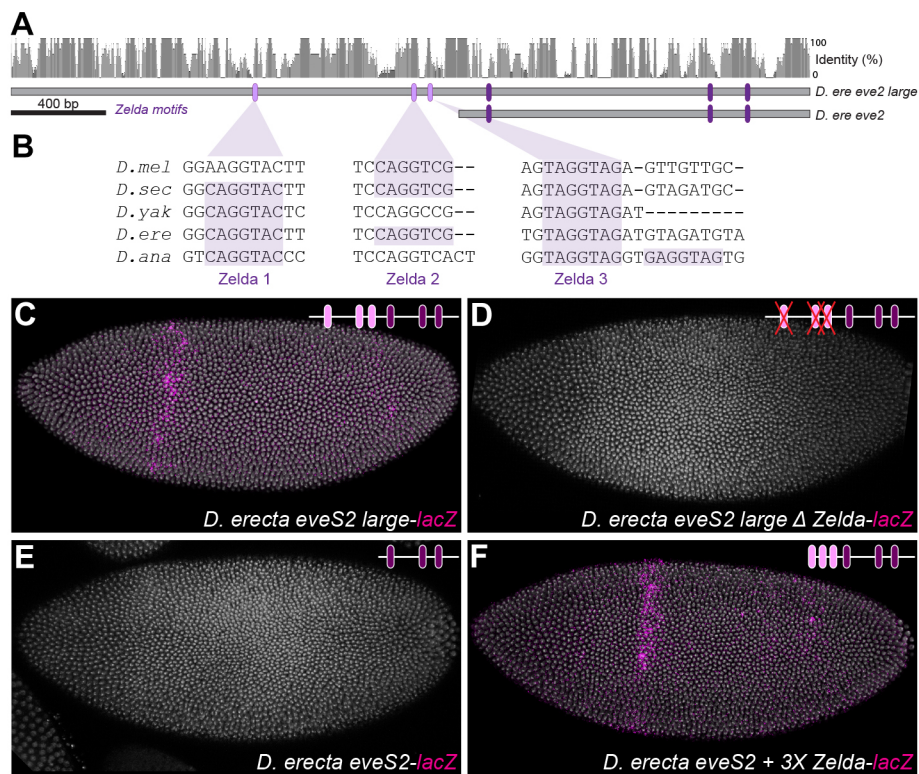 A
100
Identity (%)
0
D. ere eve2 large
400 bp Zelda motifs
D. ere eve2
B
D.mel GGAAGGTACTT TCCAGGTCG-- AGTAGGTAGA-GTTGTTGC-
D.sec GGCAGGTACTT TCCAGGTCG-- AGTAGGTAGA-GTAGATGC-
D.yak GGCAGGTACTC TCCAGGCCG-- AGTAGGTAGAT---------
D.ere GGCAGGTACTT TCCAGGTCG-- TGTAGGTAGATGTAGATGTA
D.ana GTCAGGTACCC TCCAGGTCACT GGTAGGTAGGTGAGGTAGTG
Zelda 1 Zelda 2 Zelda 3
C
D. erecta eveS2 large-lacZ
D
D. erecta eveS2 large Δ Zelda-lacZ
E
D. erecta eveS2-lacZ
F
D. erecta eveS2 + 3X Zelda-lacZ